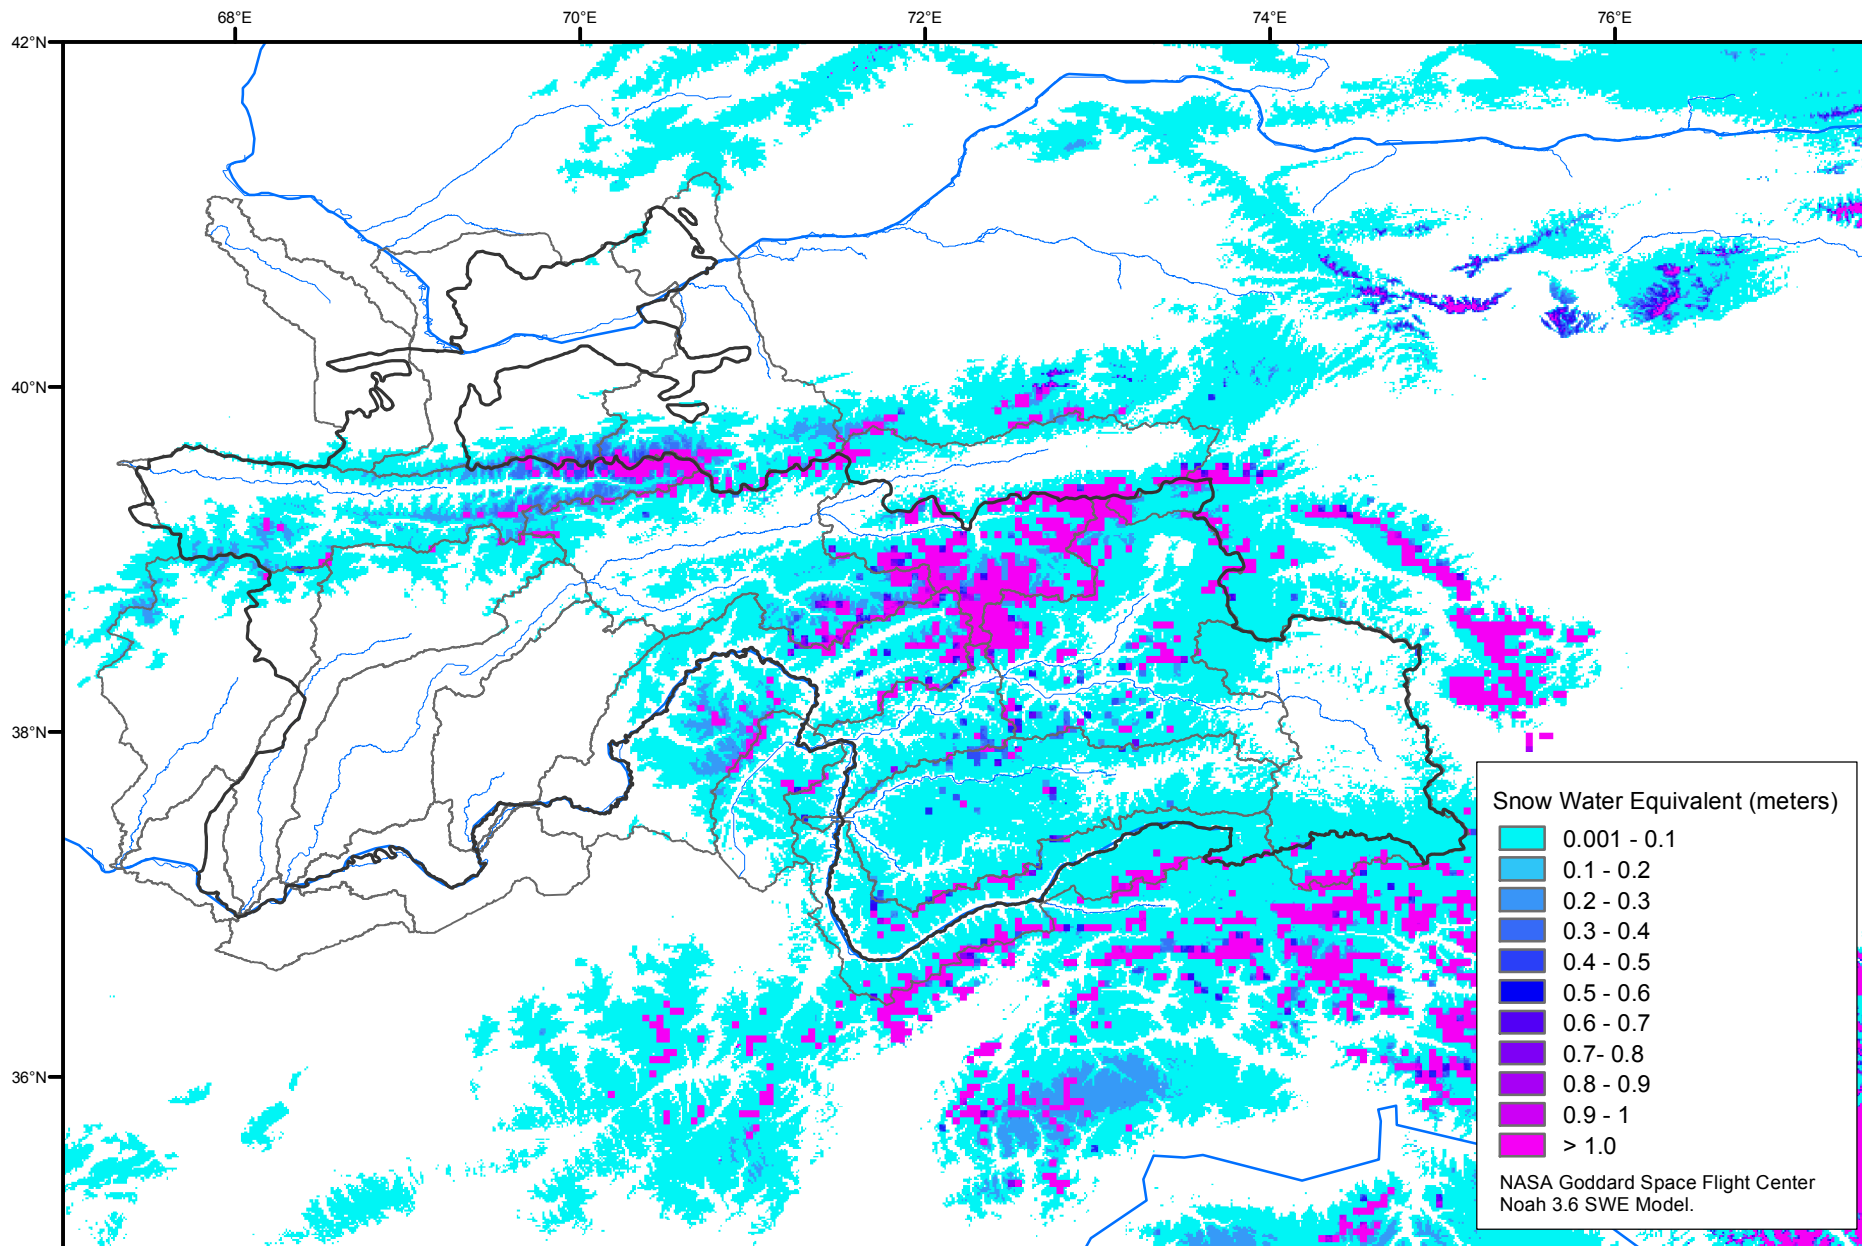 68°E
70°E
72°E
74°E
76°E
42°N
40°N
38°N
36°N
Snow Water Equivalent (meters)
0.001 - 0.1
0.1 - 0.2
0.2 - 0.3
0.3 - 0.4
0.4 - 0.5
0.5 - 0.6
0.6 - 0.7
0.7- 0.8
0.8 - 0.9
0.9 - 1
> 1.0
NASA Goddard Space Flight Center
Noah 3.6 SWE Model.